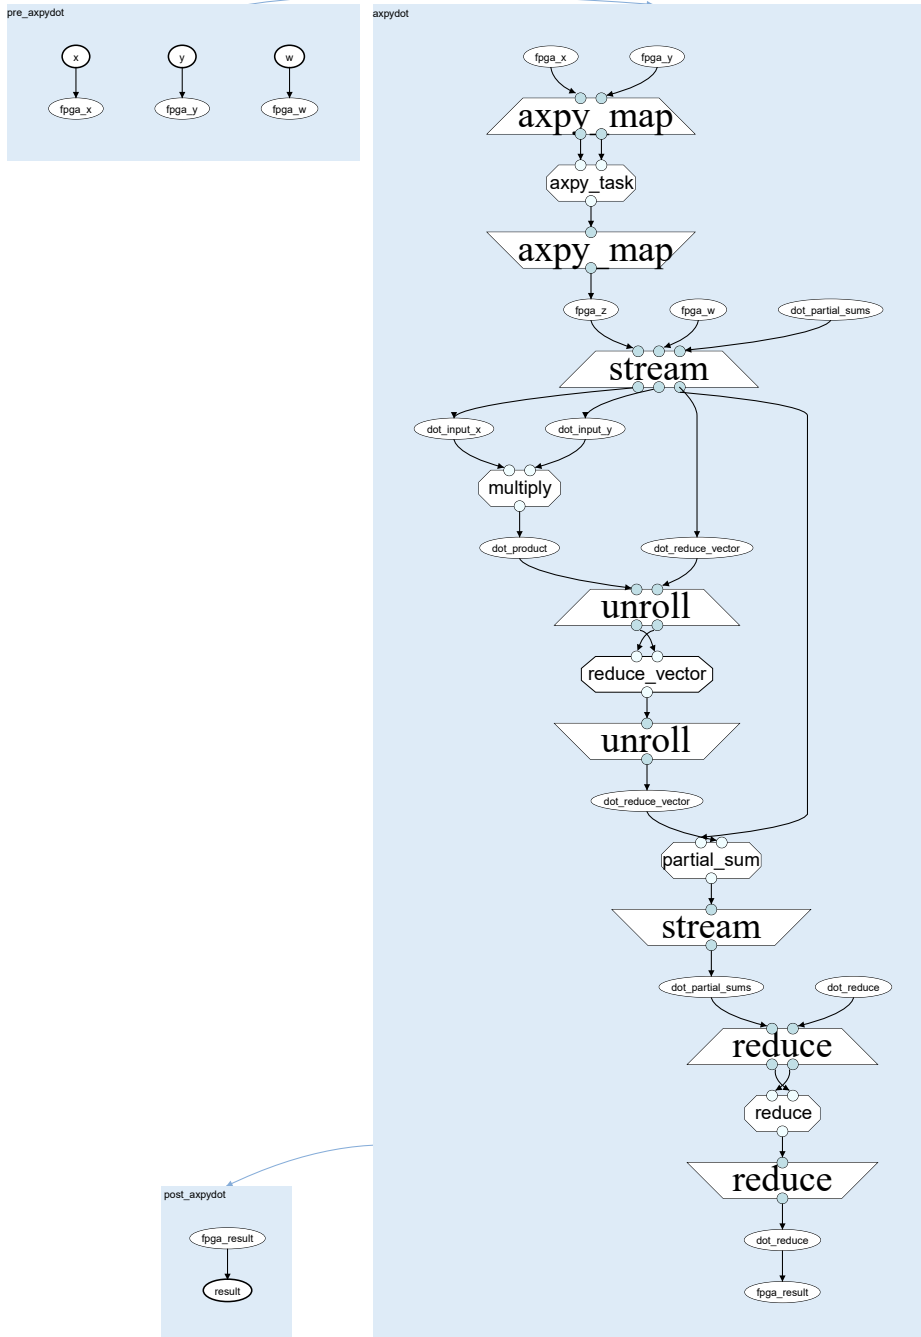 pre_axpydot
x
y
w
fpga_x
fpga_y
fpga_w
axpydot
fpga_x
fpga_y
axpy_map
axpy_task
axpy_map
fpga_z
fpga_w
dot_partial_sums
stream
dot_input_x
dot_input_y
multiply
dot_product
dot_reduce_vector
unroll
reduce_vector
unroll
dot_reduce_vector
partial_sum
stream
dot_partial_sums
dot_reduce
reduce
reduce
reduce
dot_reduce
fpga_result
post_axpydot
fpga_result
result